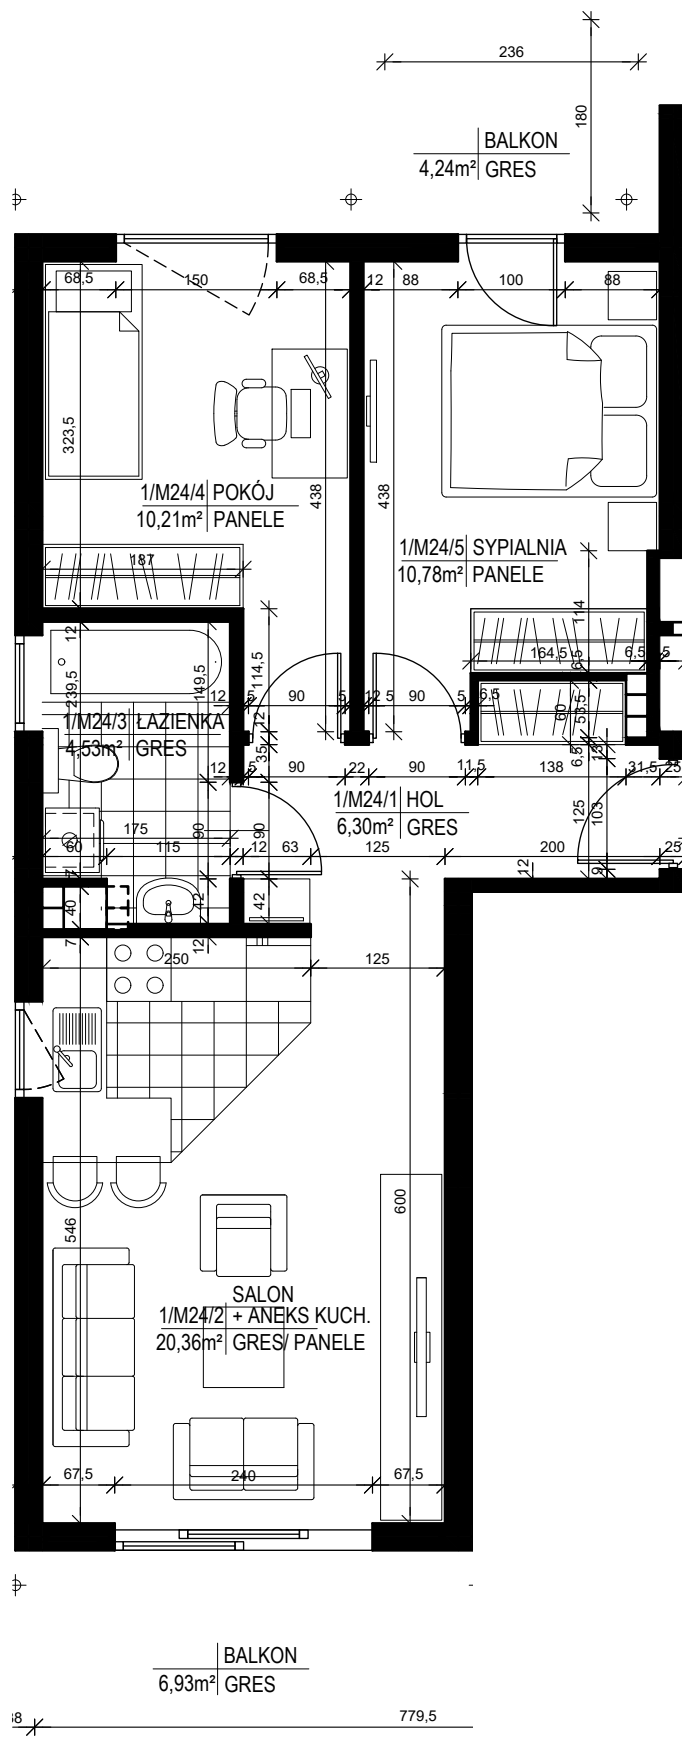 236
180
BALKON
4,24m² GRES
68,5 150 68,5 12 88 100 88
323,5
438
438
1/M24/4 POKÓJ
10,21m² PANELE
1/M24/5 SYPIALNIA
10,78m² PANELE
187
114
12
239,5
149,5
114,5
164,5 6,5 5
6,5
12 5 90 5 12 5 90 5 6,5
60
53,5
1/M24/3 ŁAZIENKA
4,53m² GRES
12
35
6,5
13
12 5 90 22 90 11,5 138 31,5 25
1/M24/1 HOL
6,30m² GRES
125
103
175
90
90
60 115 12 63 125 200 25
12
9
7
40
42
42
7
12
250 125
546
600
SALON
1/M24/2 + ANEKS KUCH.
20,36m² GRES/ PANELE
67,5 240 67,5
BALKON
6,93m² GRES
779,5